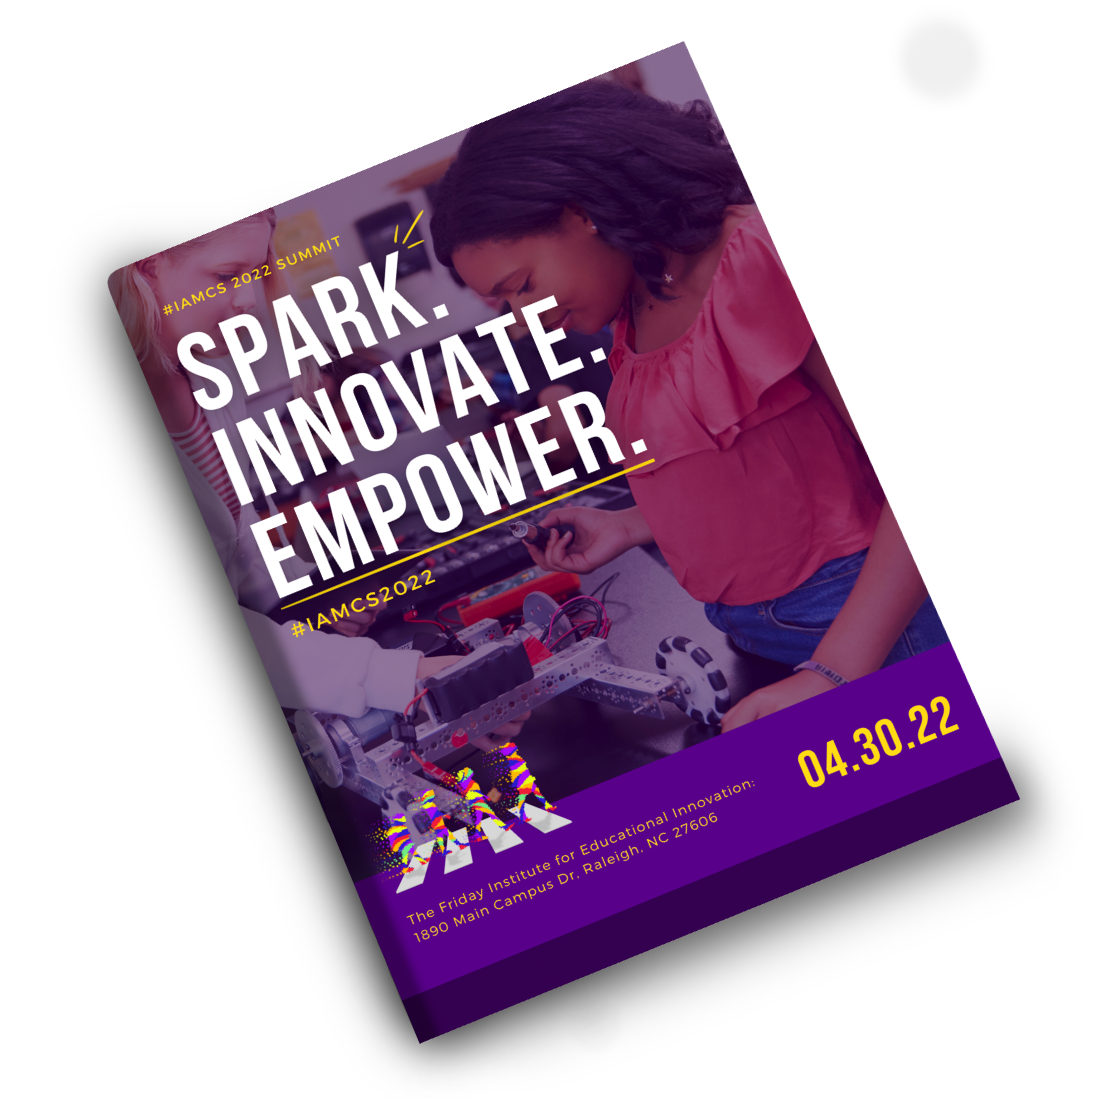 #IAMCS 2022 SUMMIT
SPARK.
INNOVATE.
EMPOWER.
#IAMCS2022
04.30.22
The Friday Institute for Educational Innovation:
1890 Main Campus Dr, Raleigh, NC 27606